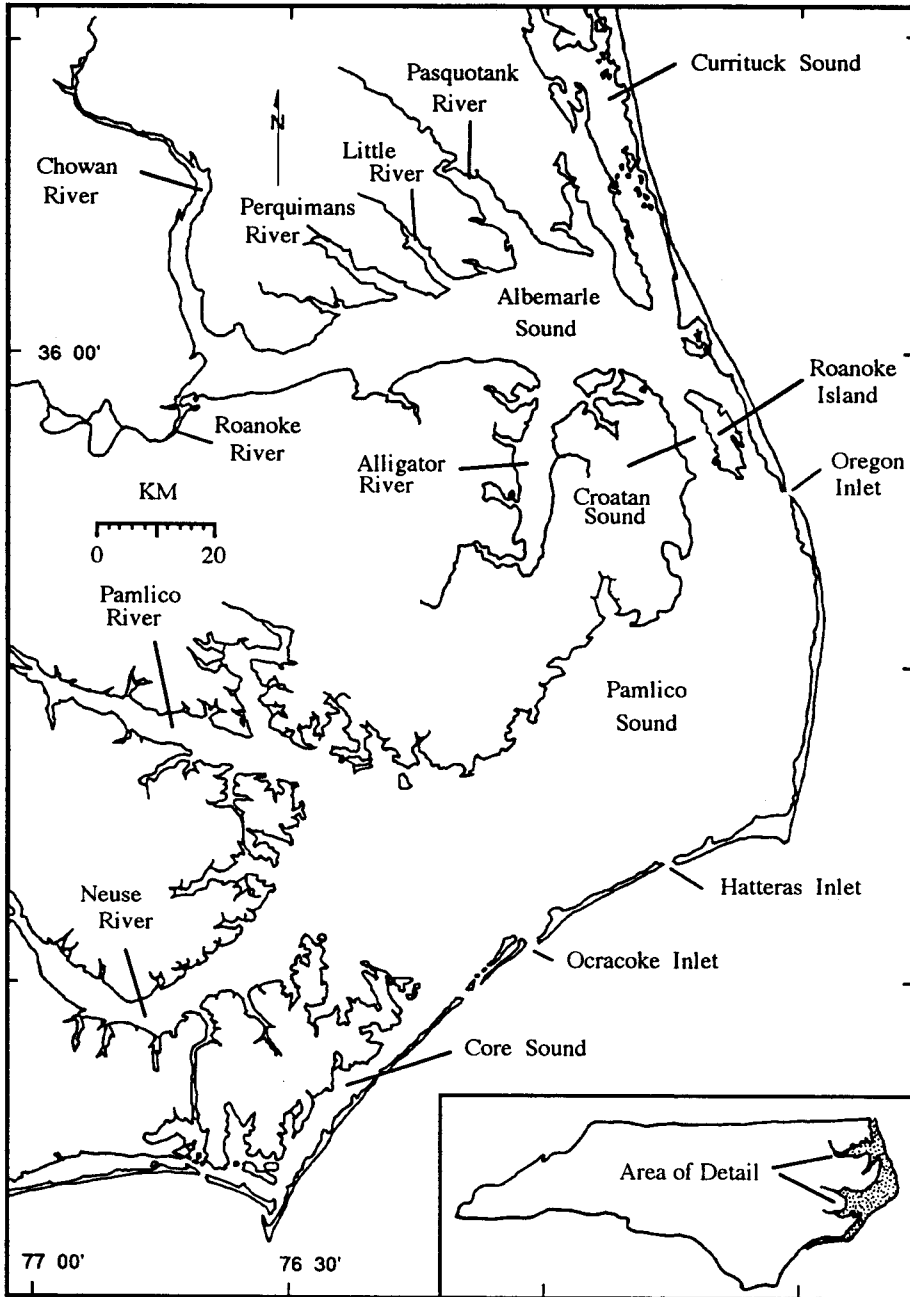 Currituck Sound
Pasquotank
River
N
Little
River
Chowan
River
Perquimans
River
Albemarle
Sound
36 00'
Roanoke
Island
Roanoke
River
Alligator
River
Oregon
Inlet
Croatan
Sound
KM
0 20
Pamlico
River
Pamlico
Sound
Neuse
River
Hatteras Inlet
Ocracoke Inlet
Core Sound
Area of Detail
77 00'
76 30'